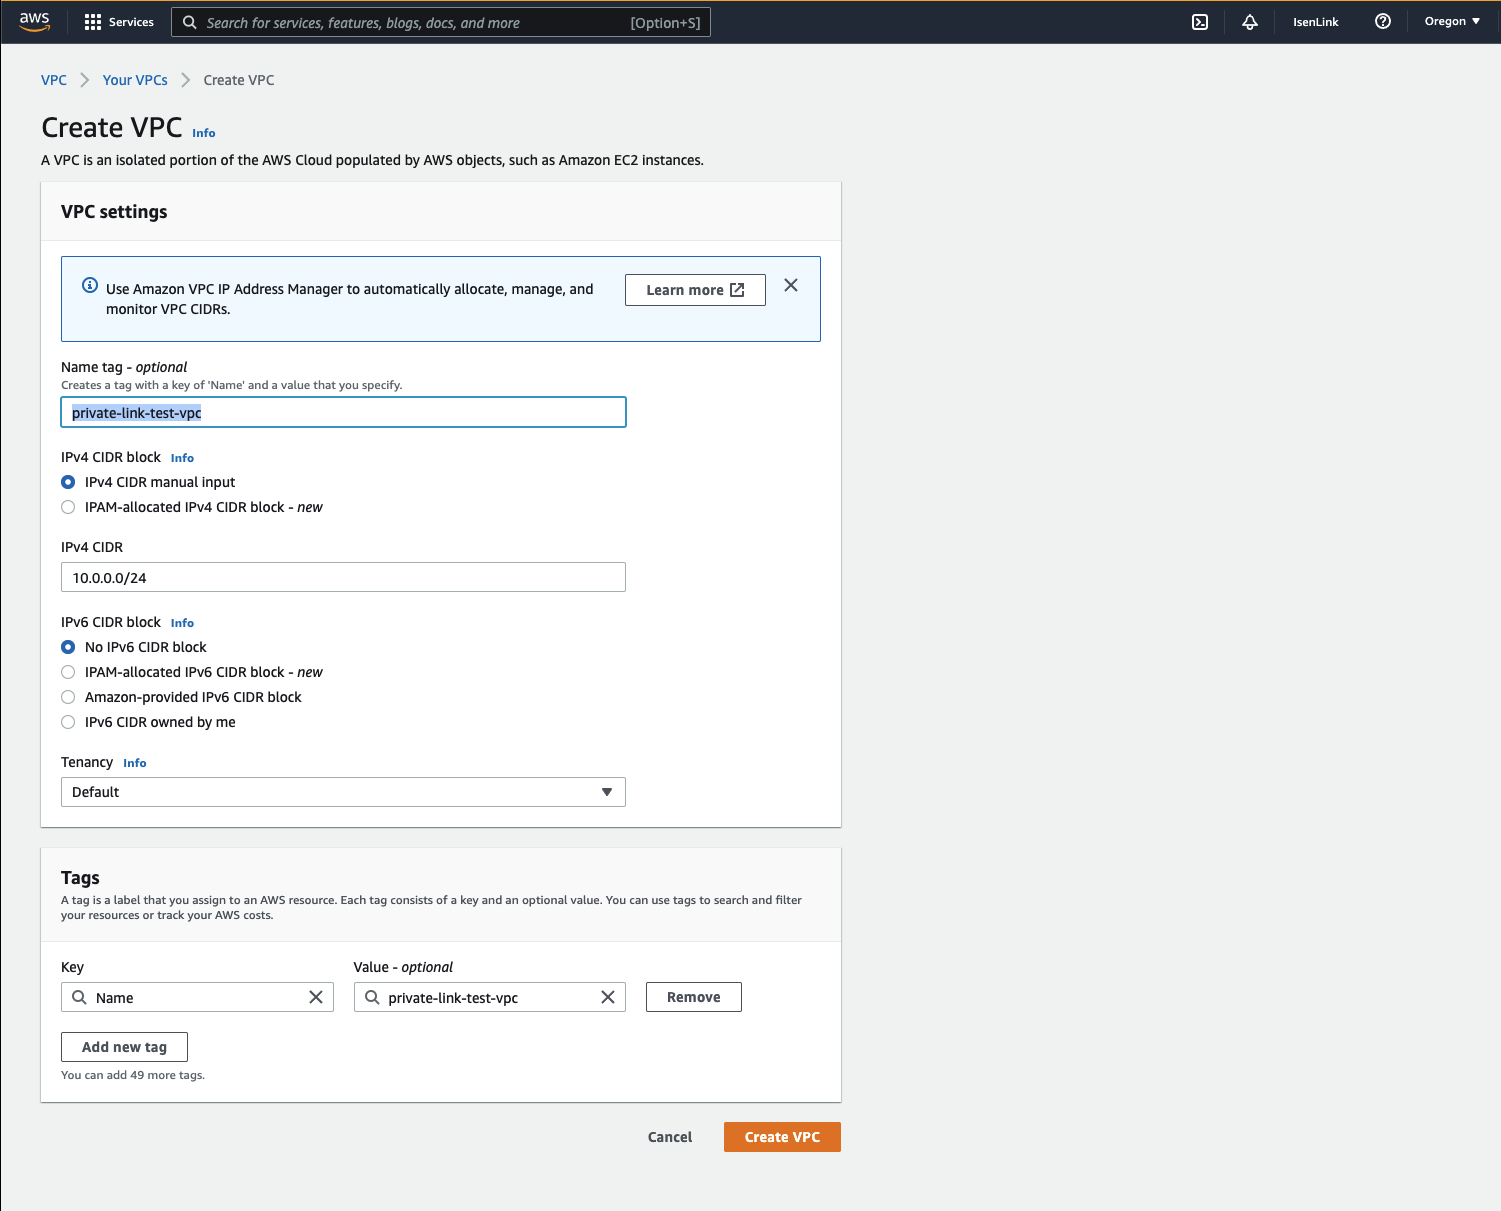 aws
Services
Search for services, features, blogs, docs, and more [Option+S]
IsenLink
Oregon
VPC Your VPCs Create VPC
Create VPC Info
A VPC is an isolated portion of the AWS Cloud populated by AWS objects, such as Amazon EC2 instances.
VPC settings
Use Amazon VPC IP Address Manager to automatically allocate, manage, and
monitor VPC CIDRs.
Learn more
Name tag - optional
Creates a tag with a key of 'Name' and a value that you specify.
private-link-test-vpc
IPv4 CIDR block Info
IPv4 CIDR manual input
IPAM-allocated IPv4 CIDR block - new
IPv4 CIDR
10.0.0.0/24
IPv6 CIDR block Info
No IPv6 CIDR block
IPAM-allocated IPv6 CIDR block - new
Amazon-provided IPv6 CIDR block
IPv6 CIDR owned by me
Tenancy Info
Default
Tags
A tag is a label that you assign to an AWS resource. Each tag consists of a key and an optional value. You can use tags to search and filter
your resources or track your AWS costs.
Key
Value - optional
Name
private-link-test-vpc
Remove
Add new tag
You can add 49 more tags.
Cancel
Create VPC